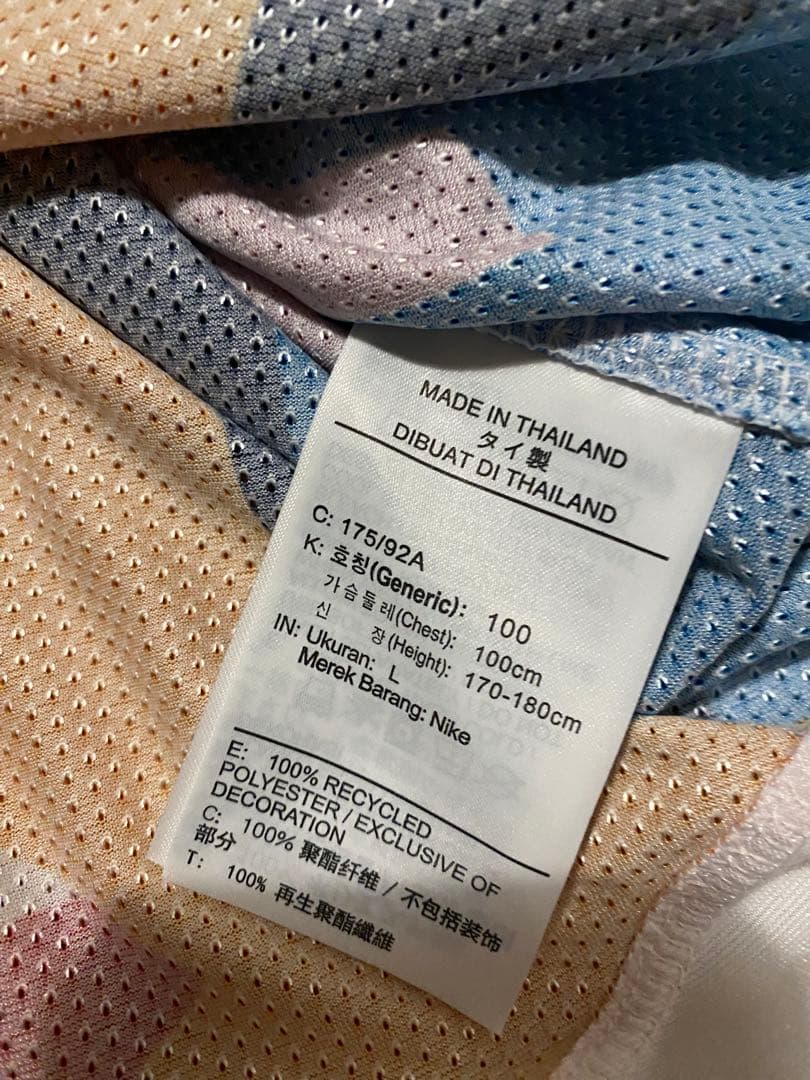 MADE IN THAILAND
タイ製
DIBUAT DI THAILAND
C: 175/92A
K: 호칭(Generic): 100
가슴둘레(Chest): 100cm
신 장(Height): 170-180cm
IN: Ukuran: L
Merek Barang: Nike
E: 100% RECYCLED
POLYESTER / EXCLUSIVE OF
DECORATION
C: 100% 聚酯纤维 / 不包括装饰
部分
T: 100% 再生聚酯纖維